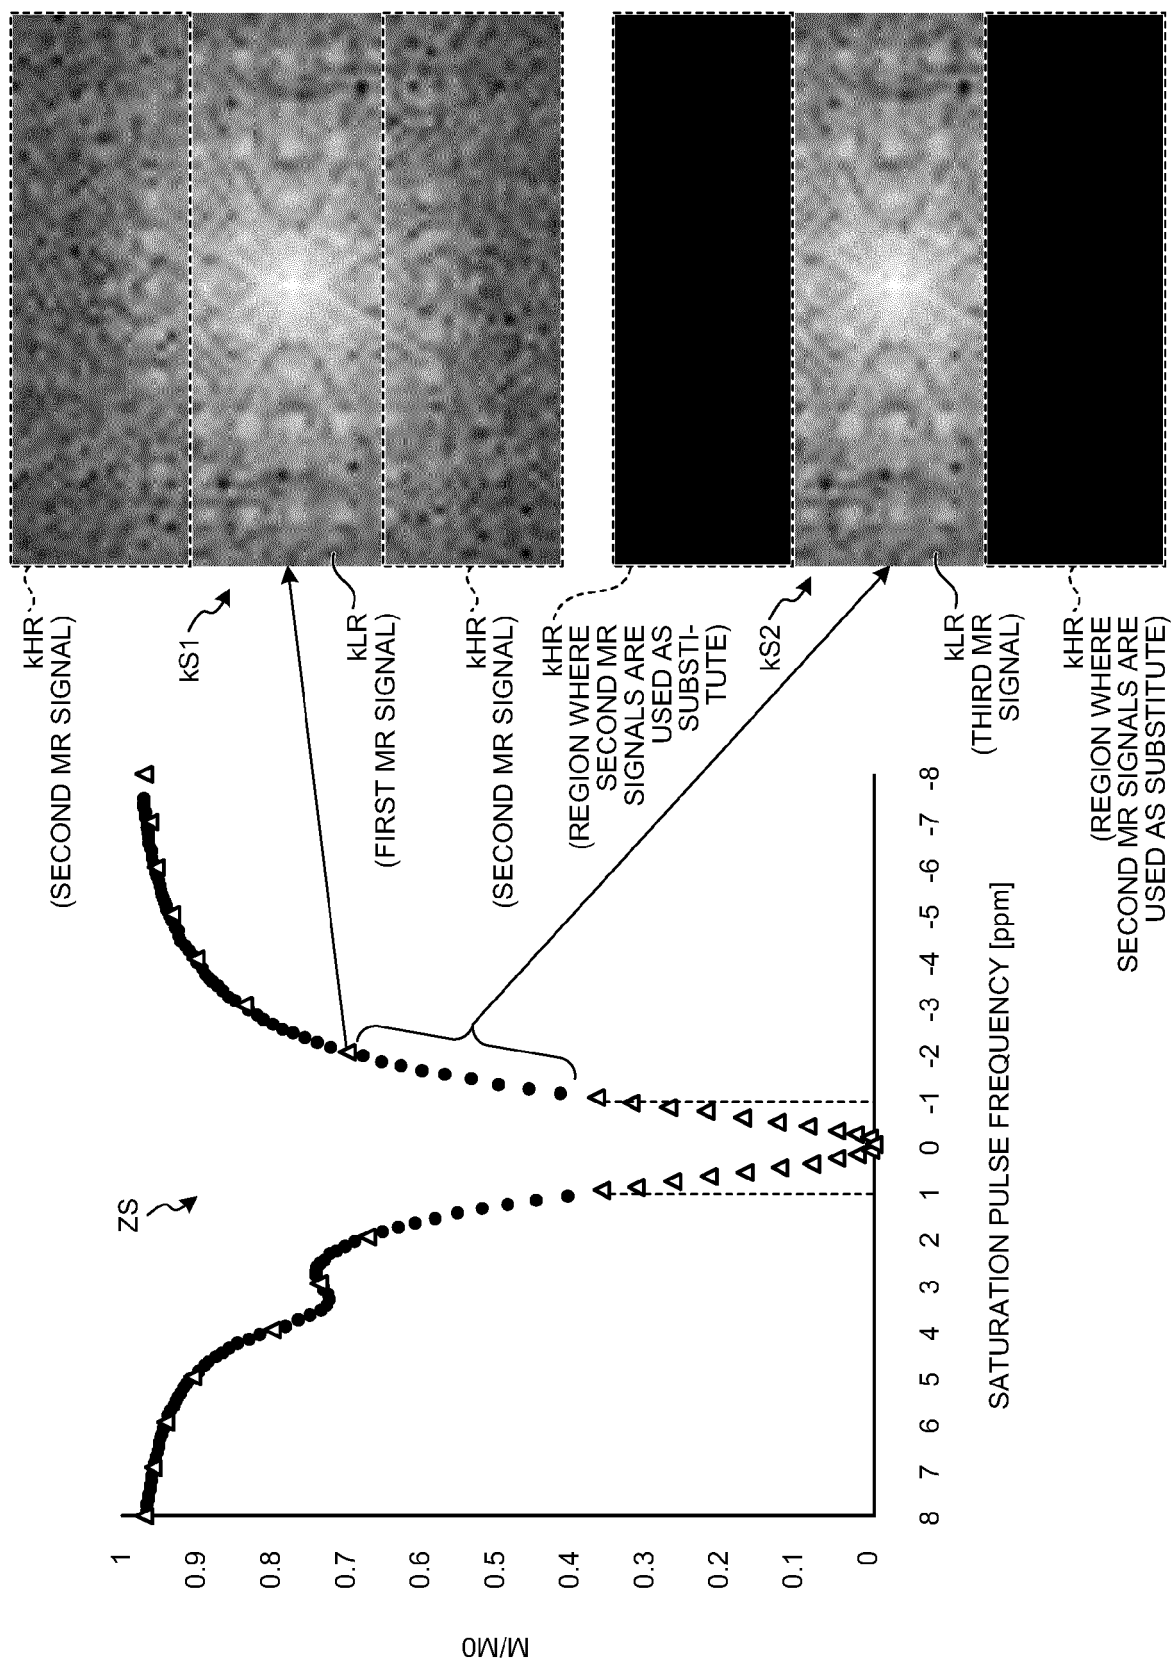 ZS
M/M0
1
0.9
0.8
0.7
0.6
0.5
0.4
0.3
0.2
0.1
0
8
7
6
5
4
3
2
1
0
-1
-2
-3
-4
-5
-6
-7
-8
SATURATION PULSE FREQUENCY [ppm]
kHR
(SECOND MR SIGNAL)
kS1
kLR
(FIRST MR SIGNAL)
kHR
(SECOND MR SIGNAL)
kHR
(REGION WHERE
SECOND MR
SIGNALS ARE
USED AS
SUBSTI-
TUTE)
kS2
kLR
(THIRD MR
SIGNAL)
kHR
(REGION WHERE
SECOND MR SIGNALS ARE
USED AS SUBSTITUTE)